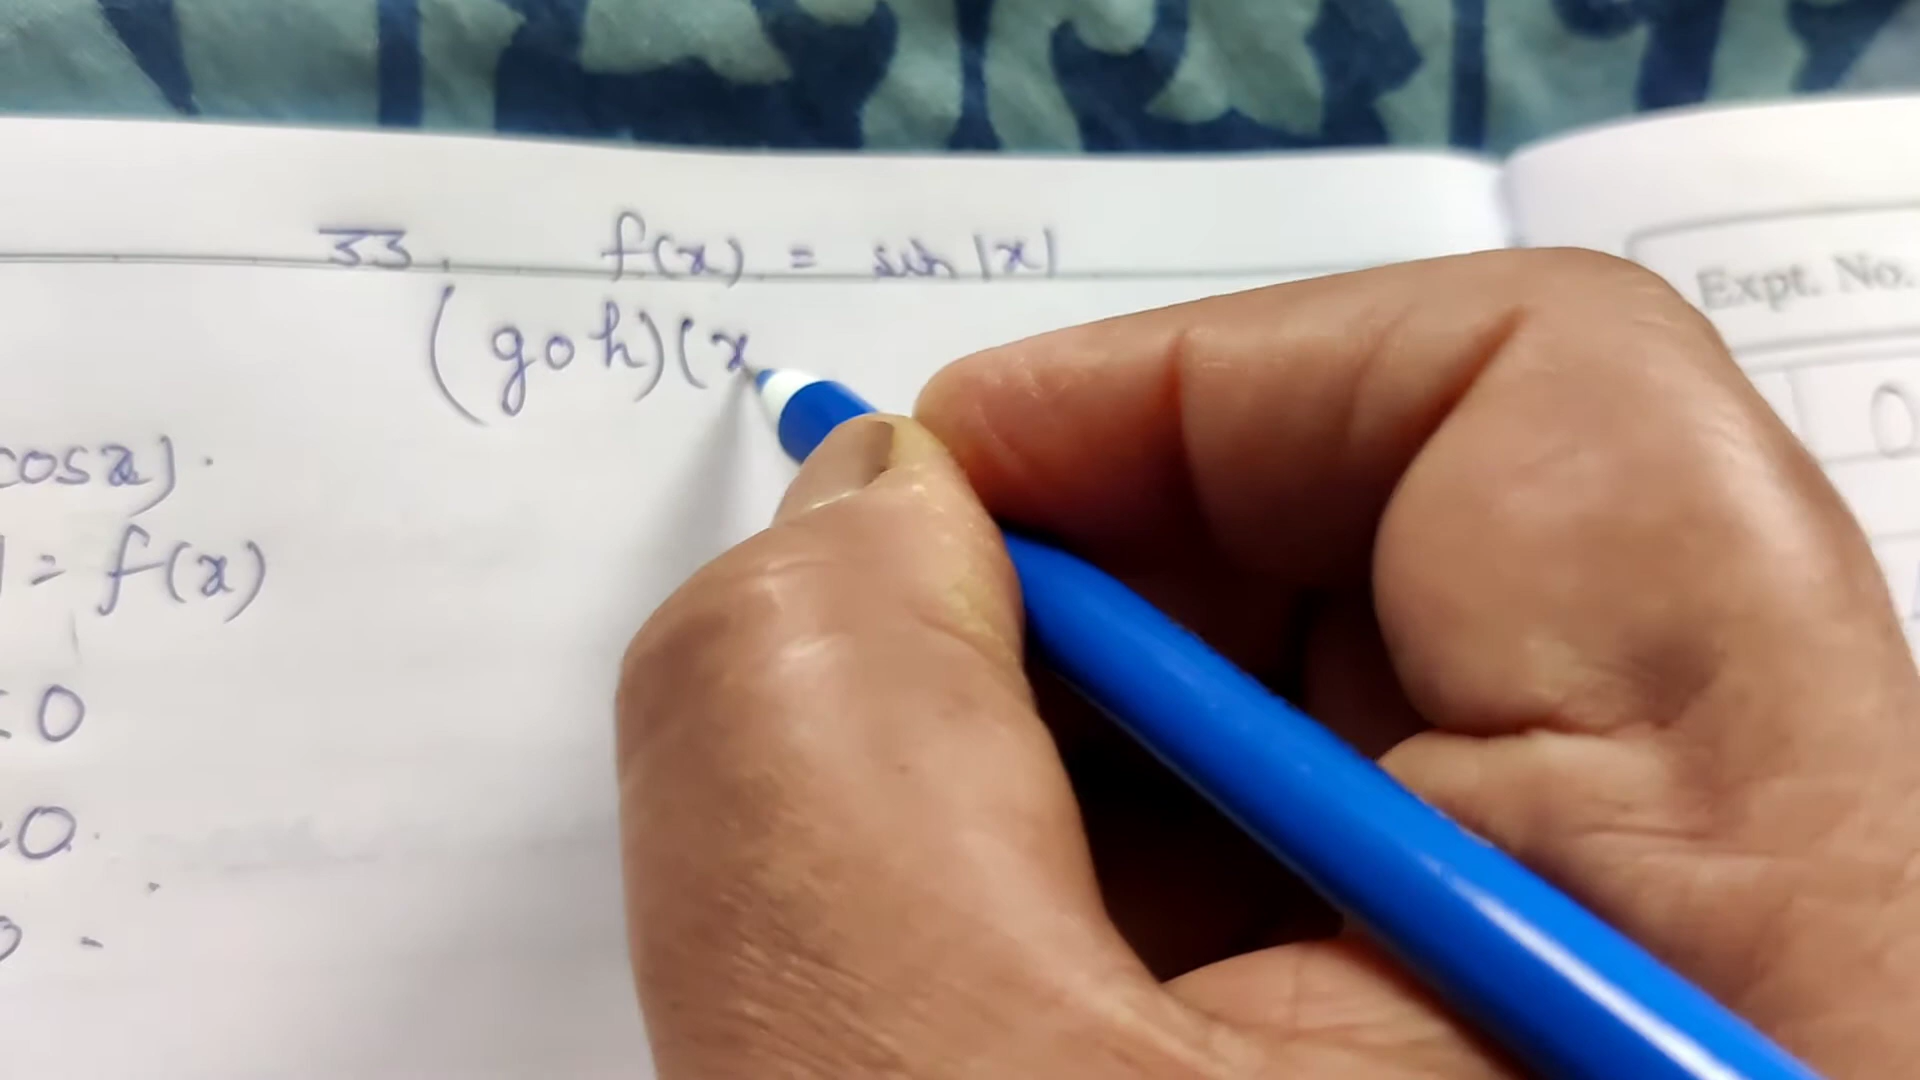 33. f(x) = sin |x|
(goh)(x
cosx).
= f(x)
0
= 0.
Expt. No.